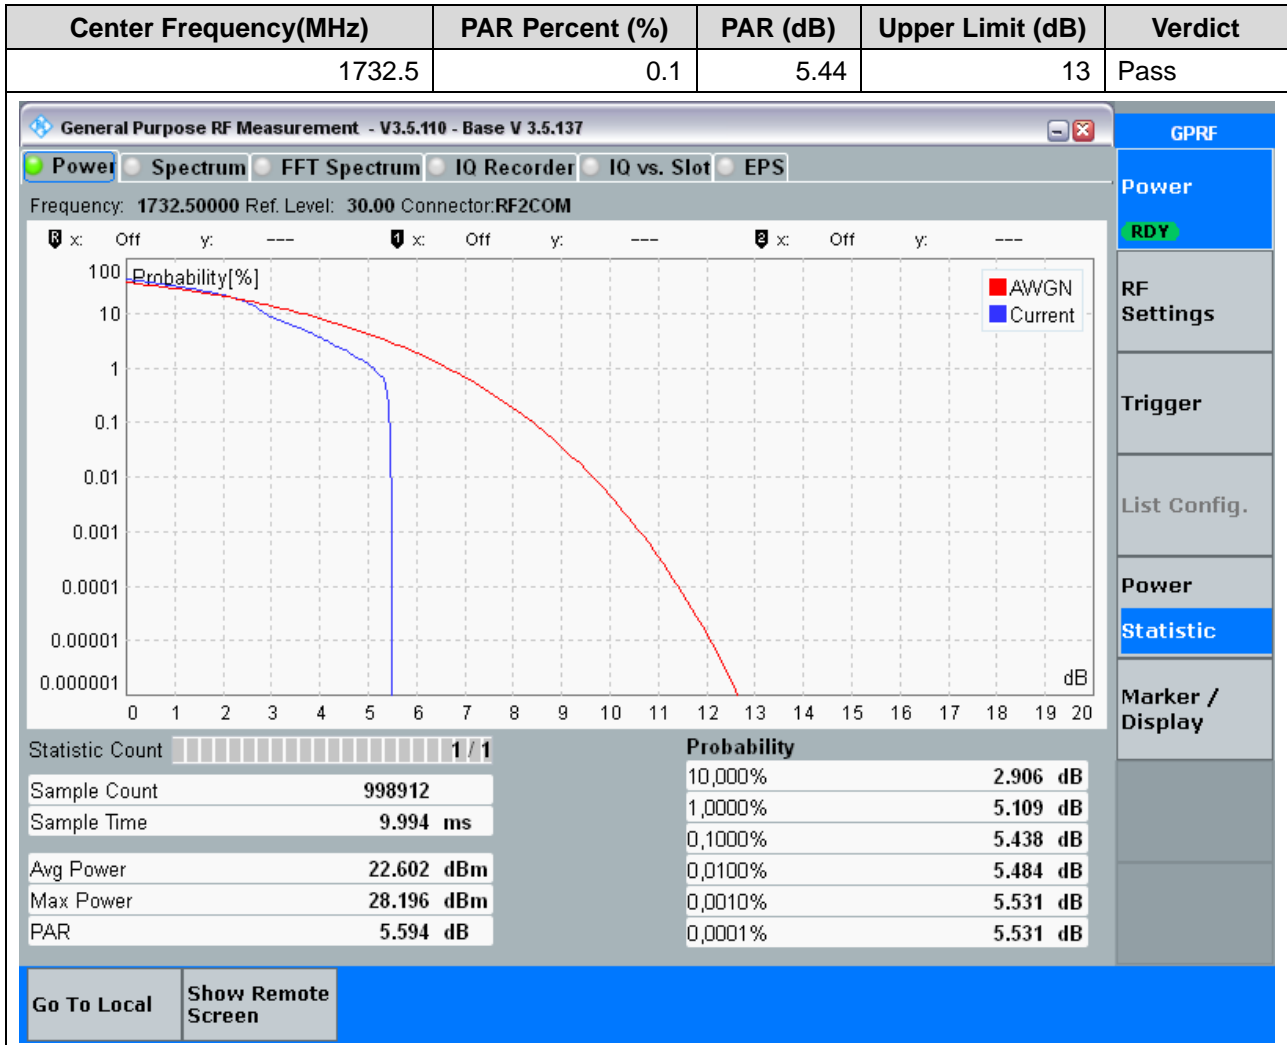 Center Frequency(MHz) PAR Percent (%) PAR (dB) Upper Limit (dB) Verdict
1732.5 0.1 5.44 13 Pass
General Purpose RF Measurement - V3.5.110 - Base V 3.5.137
GPRF
Power Spectrum FFT Spectrum IQ Recorder IQ vs. Slot EPS
Power
RDY
Frequency: 1732.50000 Ref. Level: 30.00 Connector:RF2COM
R x: Off y: --- 1 x: Off y: --- 2 x: Off y: ---
Probability[%]
AWGN
Current
100
10
1
0.1
0.01
0.001
0.0001
0.00001
0.000001
dB
0 1 2 3 4 5 6 7 8 9 10 11 12 13 14 15 16 17 18 19 20
RF
Settings
Trigger
List Config.
Power
Statistic
Marker /
Display
Statistic Count 1 / 1
Sample Count 998912
Sample Time 9.994 ms
Avg Power 22.602 dBm
Max Power 28.196 dBm
PAR 5.594 dB
Probability
10,000% 2.906 dB
1,0000% 5.109 dB
0,1000% 5.438 dB
0,0100% 5.484 dB
0,0010% 5.531 dB
0,0001% 5.531 dB
Go To Local
Show Remote
Screen